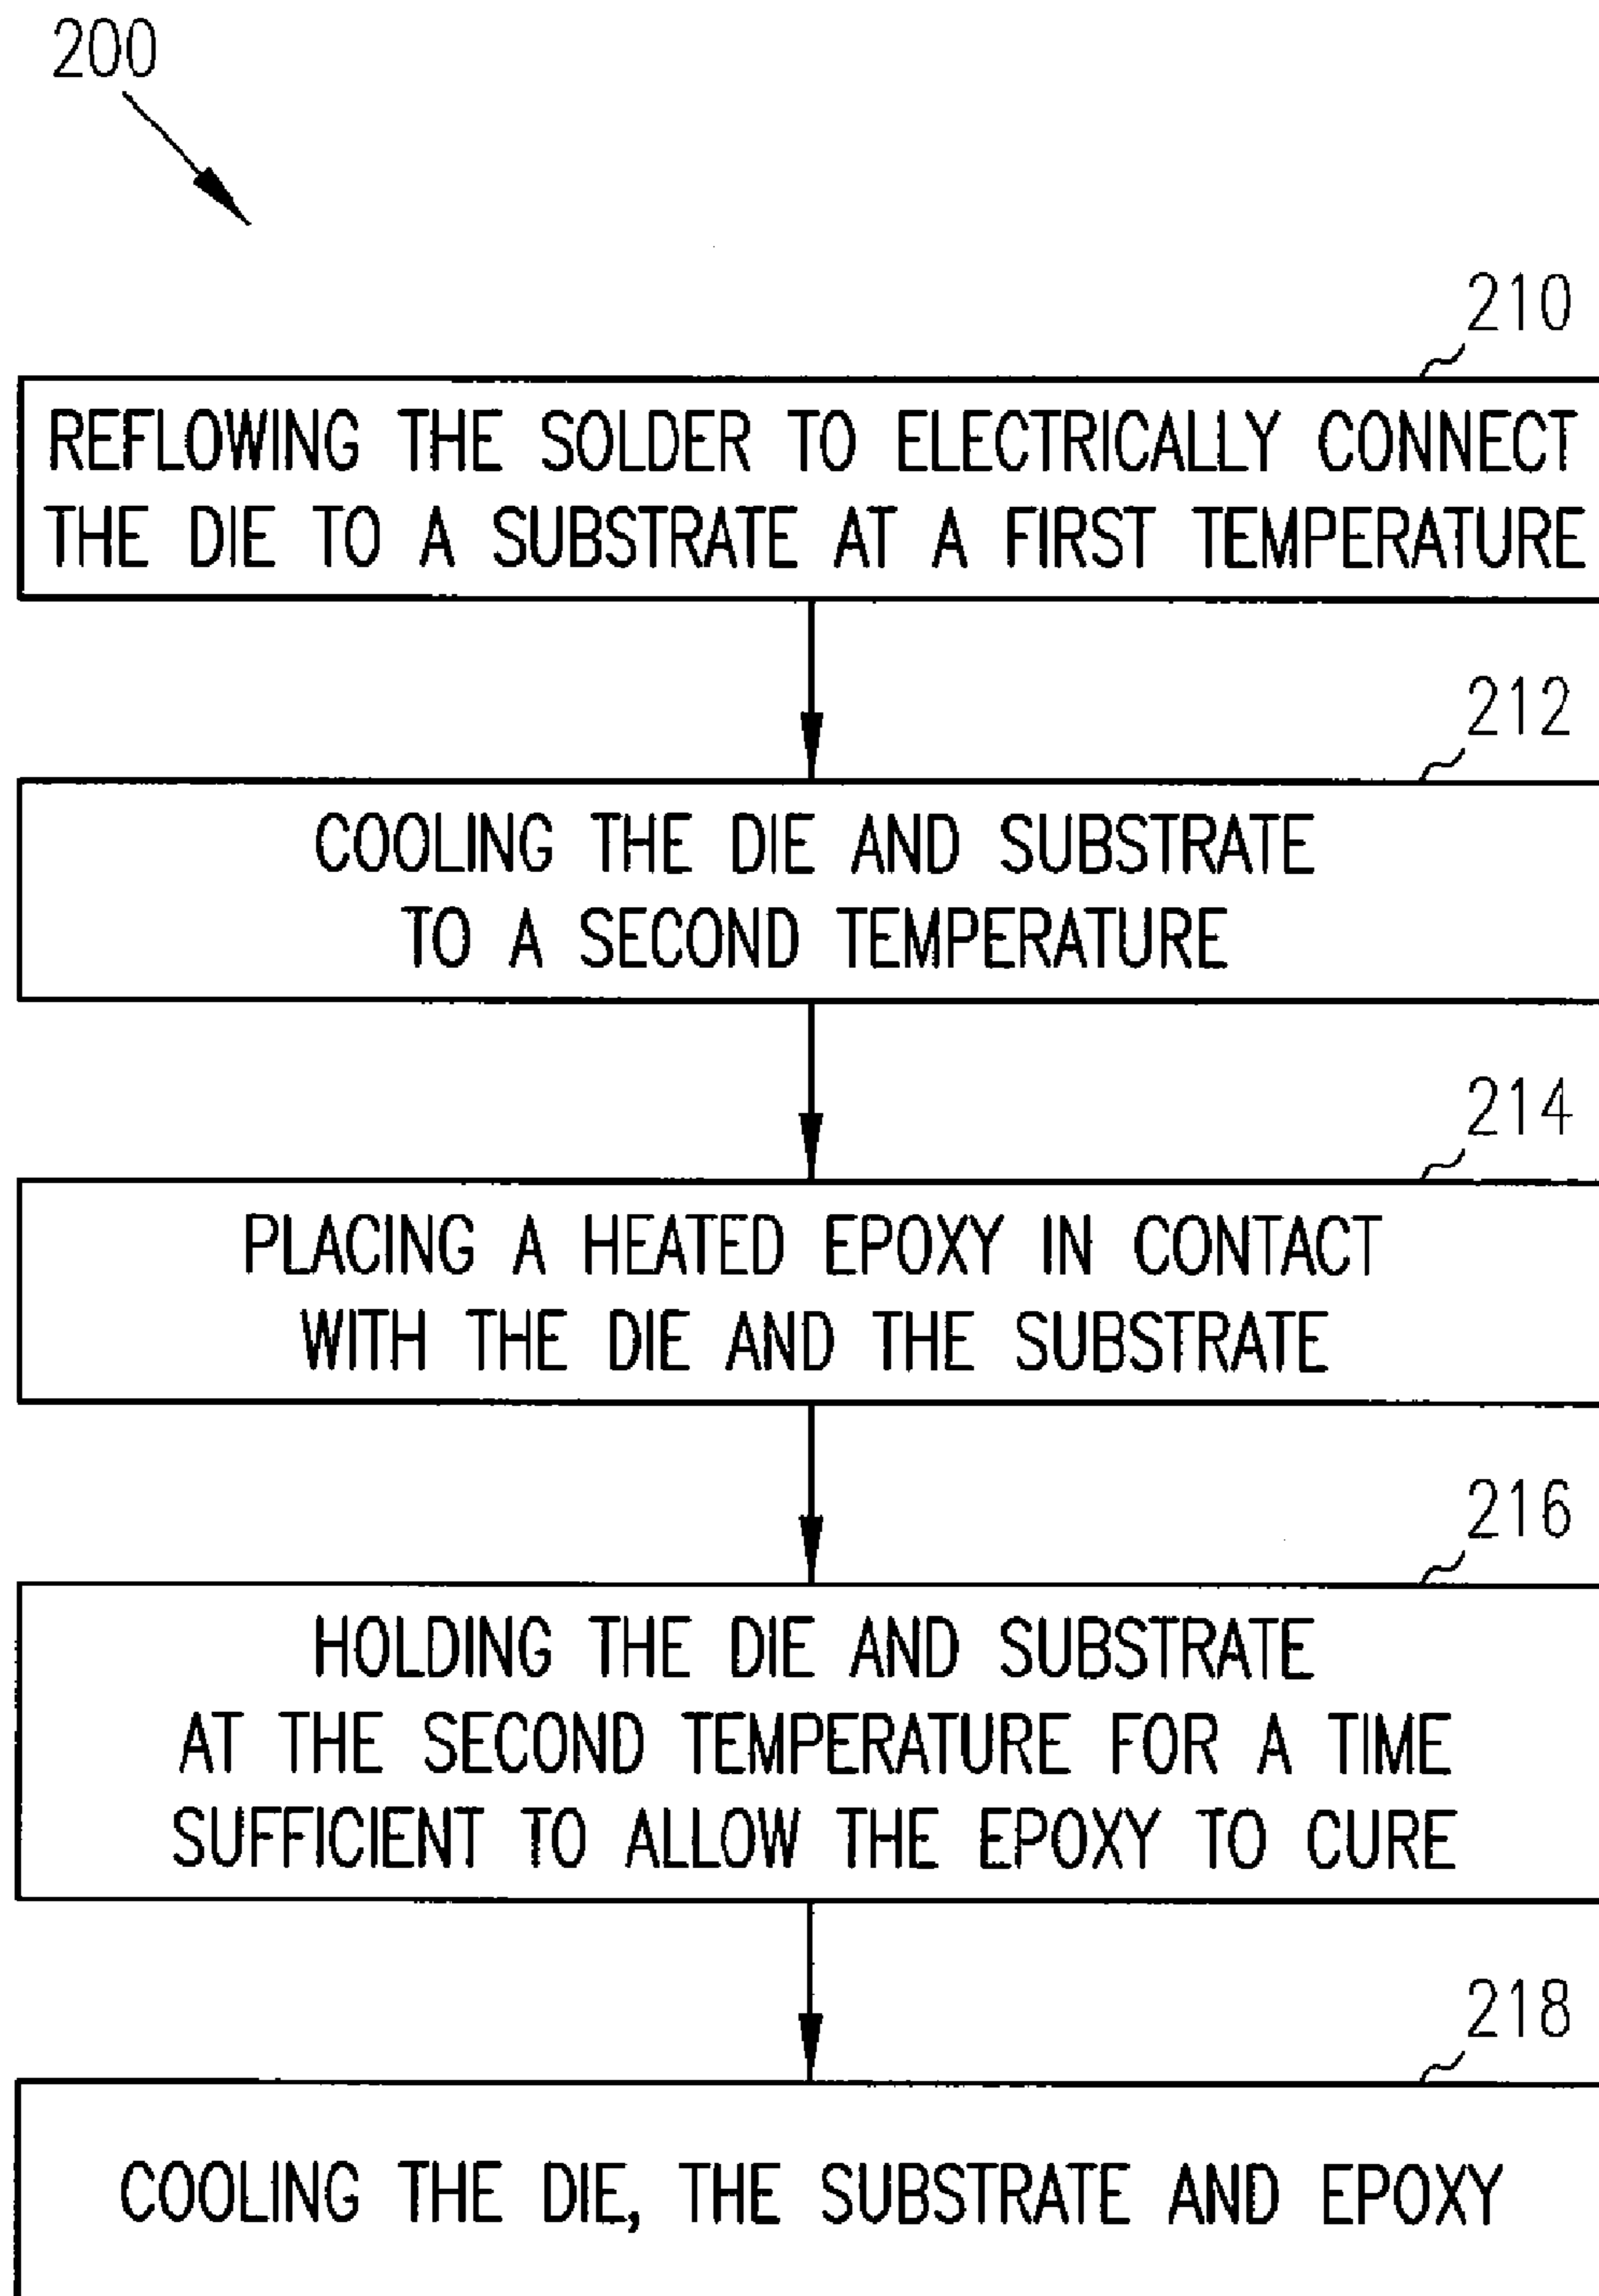 200
210
REFLOWING THE SOLDER TO ELECTRICALLY CONNECT
THE DIE TO A SUBSTRATE AT A FIRST TEMPERATURE
212
COOLING THE DIE AND SUBSTRATE
TO A SECOND TEMPERATURE
214
PLACING A HEATED EPOXY IN CONTACT
WITH THE DIE AND THE SUBSTRATE
216
HOLDING THE DIE AND SUBSTRATE
AT THE SECOND TEMPERATURE FOR A TIME
SUFFICIENT TO ALLOW THE EPOXY TO CURE
218
COOLING THE DIE, THE SUBSTRATE AND EPOXY